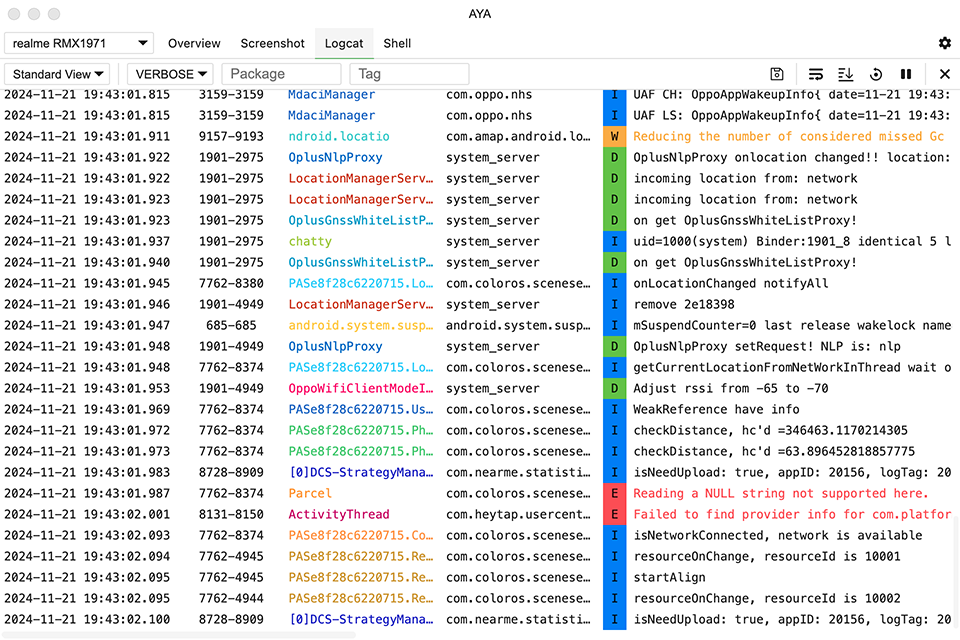 AYA
realme RMX1971 Overview Screenshot Logcat Shell
Standard View VERBOSE Package Tag
2024-11-21 19:43:01.815 3159-3159 MdaciManager com.oppo.nhs I UAF CH: OppoAppWakeupInfo{ date=11-21 19:43:
2024-11-21 19:43:01.815 3159-3159 MdaciManager com.oppo.nhs I UAF LS: OppoAppWakeupInfo{ date=11-21 19:43:
2024-11-21 19:43:01.911 9157-9193 ndroid.locatio com.amap.android.lo… W Reducing the number of considered missed Gc
2024-11-21 19:43:01.922 1901-2975 OplusNlpProxy system_server D OplusNlpProxy onlocation changed!! location:
2024-11-21 19:43:01.922 1901-2975 LocationManagerServ… system_server D incoming location from: network
2024-11-21 19:43:01.923 1901-2975 LocationManagerServ… system_server D incoming location from: network
2024-11-21 19:43:01.923 1901-2975 OplusGnssWhiteListP… system_server D on get OplusGnssWhiteListProxy!
2024-11-21 19:43:01.937 1901-2975 chatty system_server I uid=1000(system) Binder:1901_8 identical 5 l
2024-11-21 19:43:01.940 1901-2975 OplusGnssWhiteListP… system_server D on get OplusGnssWhiteListProxy!
2024-11-21 19:43:01.945 7762-8380 PASe8f28c6220715.Lo… com.coloros.scenese… I onLocationChanged notifyAll
2024-11-21 19:43:01.946 1901-4949 LocationManagerServ… system_server I remove 2e18398
2024-11-21 19:43:01.947 685-685 android.system.susp… android.system.susp… I mSuspendCounter=0 last release wakelock name
2024-11-21 19:43:01.948 1901-4949 OplusNlpProxy system_server D OplusNlpProxy setRequest! NLP is: nlp
2024-11-21 19:43:01.948 7762-8374 PASe8f28c6220715.Lo… com.coloros.scenese… I getCurrentLocationFromNetWorkInThread wait o
2024-11-21 19:43:01.953 1901-4949 OppoWifiClientModeI… system_server D Adjust rssi from -65 to -70
2024-11-21 19:43:01.969 7762-8374 PASe8f28c6220715.Us… com.coloros.scenese… I WeakReference have info
2024-11-21 19:43:01.972 7762-8374 PASe8f28c6220715.Ph… com.coloros.scenese… I checkDistance, hc'd =346463.1170214305
2024-11-21 19:43:01.973 7762-8374 PASe8f28c6220715.Ph… com.coloros.scenese… I checkDistance, hc'd =63.896452818857775
2024-11-21 19:43:01.983 8728-8909 [0]DCS-StrategyMana… com.nearme.statisti… I isNeedUpload: true, appID: 20156, logTag: 20
2024-11-21 19:43:01.987 7762-8374 Parcel com.coloros.scenese… E Reading a NULL string not supported here.
2024-11-21 19:43:02.001 8131-8150 ActivityThread com.heytap.usercent… E Failed to find provider info for com.platfor
2024-11-21 19:43:02.093 7762-8374 PASe8f28c6220715.Co… com.coloros.scenese… I isNetworkConnected, network is available
2024-11-21 19:43:02.094 7762-4945 PASe8f28c6220715.Re… com.coloros.scenese… I resourceOnChange, resourceId is 10001
2024-11-21 19:43:02.095 7762-4945 PASe8f28c6220715.Re… com.coloros.scenese… I startAlign
2024-11-21 19:43:02.095 7762-4944 PASe8f28c6220715.Re… com.coloros.scenese… I resourceOnChange, resourceId is 10002
2024-11-21 19:43:02.100 8728-8909 [0]DCS-StrategyMana… com.nearme.statisti… I isNeedUpload: true, appID: 20156, logTag: 20